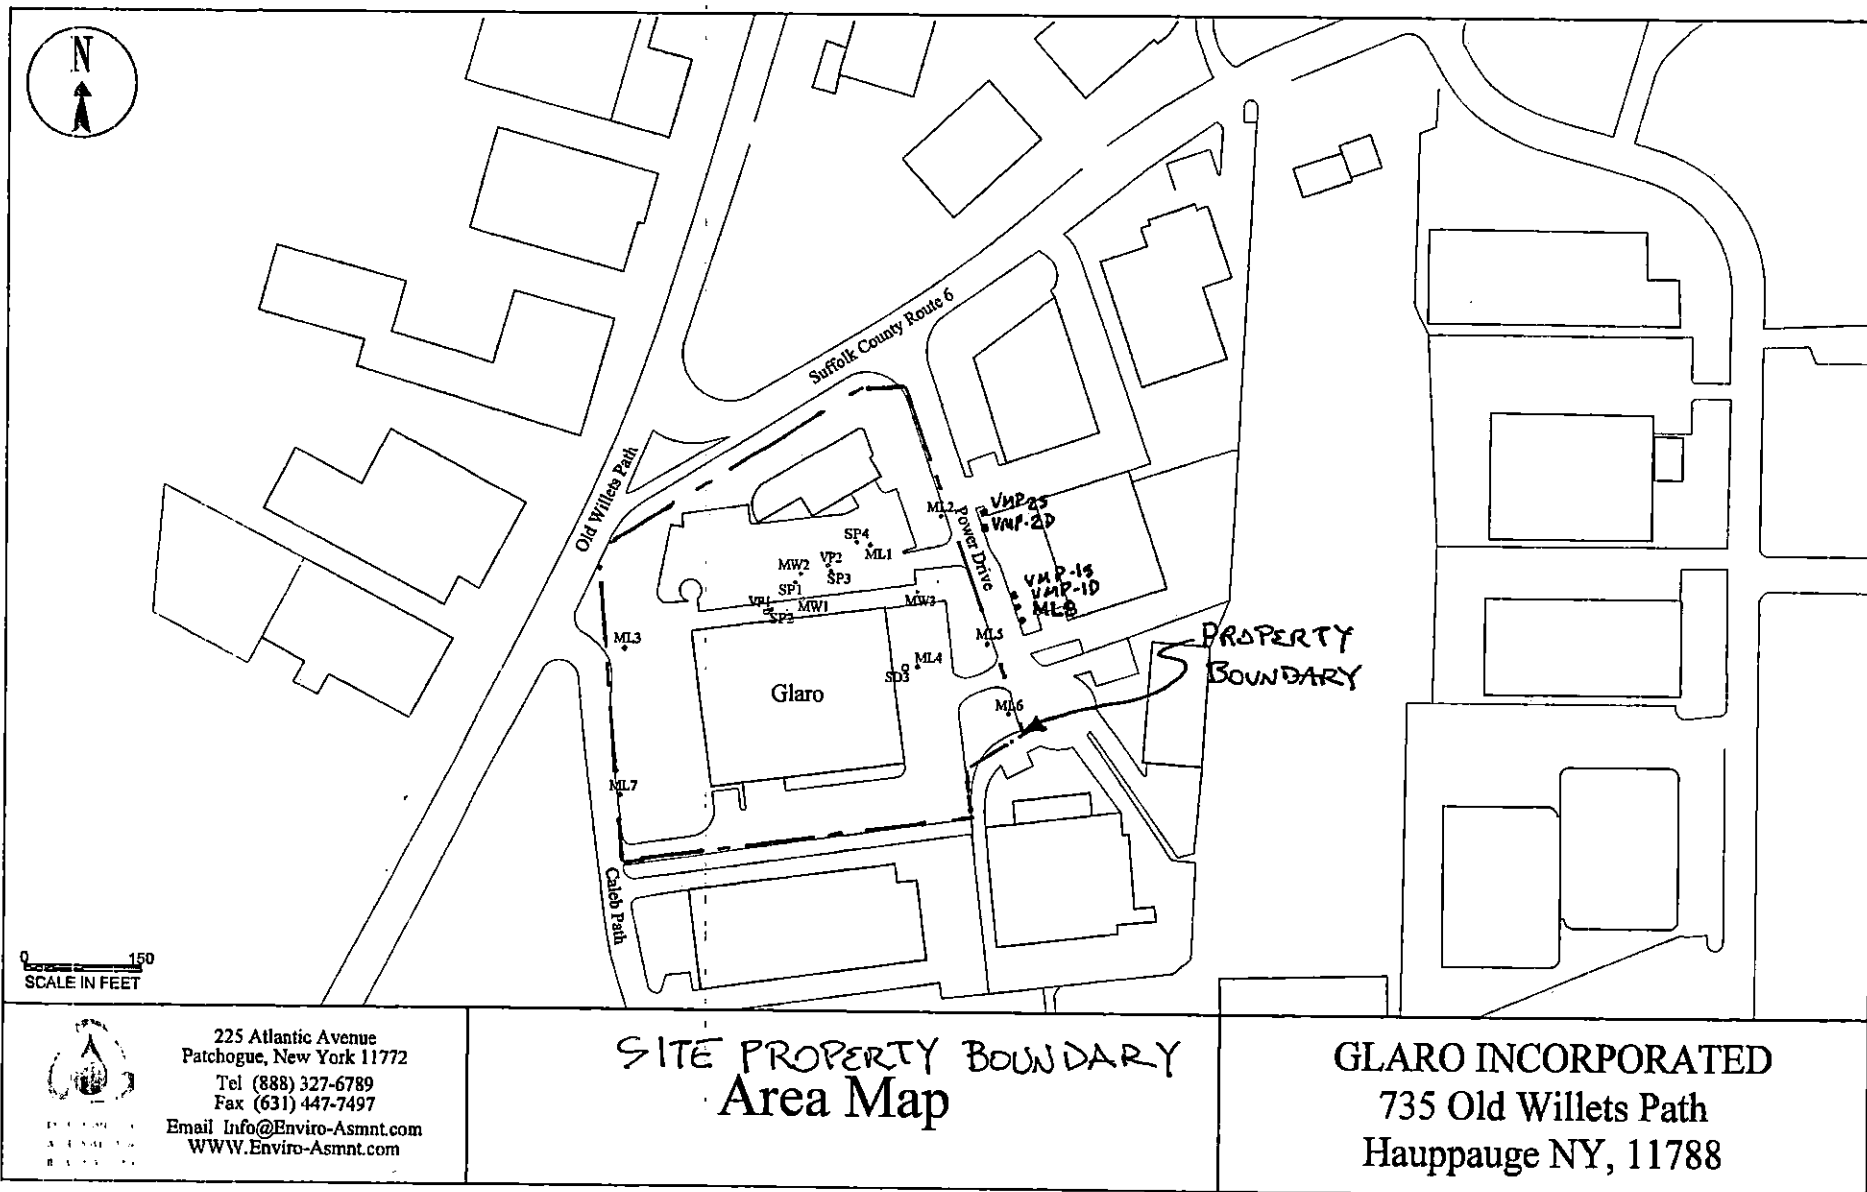 N
Suffolk County Route 6
Old Willets Path
ML2
Power Drive
VMP-2S
VMP-2D
SP4
ML1
VP2
MW2
SP3
SP1
VP1
MW1
SP2
MW3
VMP-1S
VMP-1D
ML8
ML3
ML5
PROPERTY
BOUNDARY
ML4
SD3
Glaro
ML6
ML7
Caleb Path
0 150
SCALE IN FEET
225 Atlantic Avenue
Patchogue, New York 11772
Tel (888) 327-6789
Fax (631) 447-7497
Email Info@Enviro-Asmnt.com
WWW.Enviro-Asmnt.com
SITE PROPERTY BOUNDARY
Area Map
GLARO INCORPORATED
735 Old Willets Path
Hauppauge NY, 11788